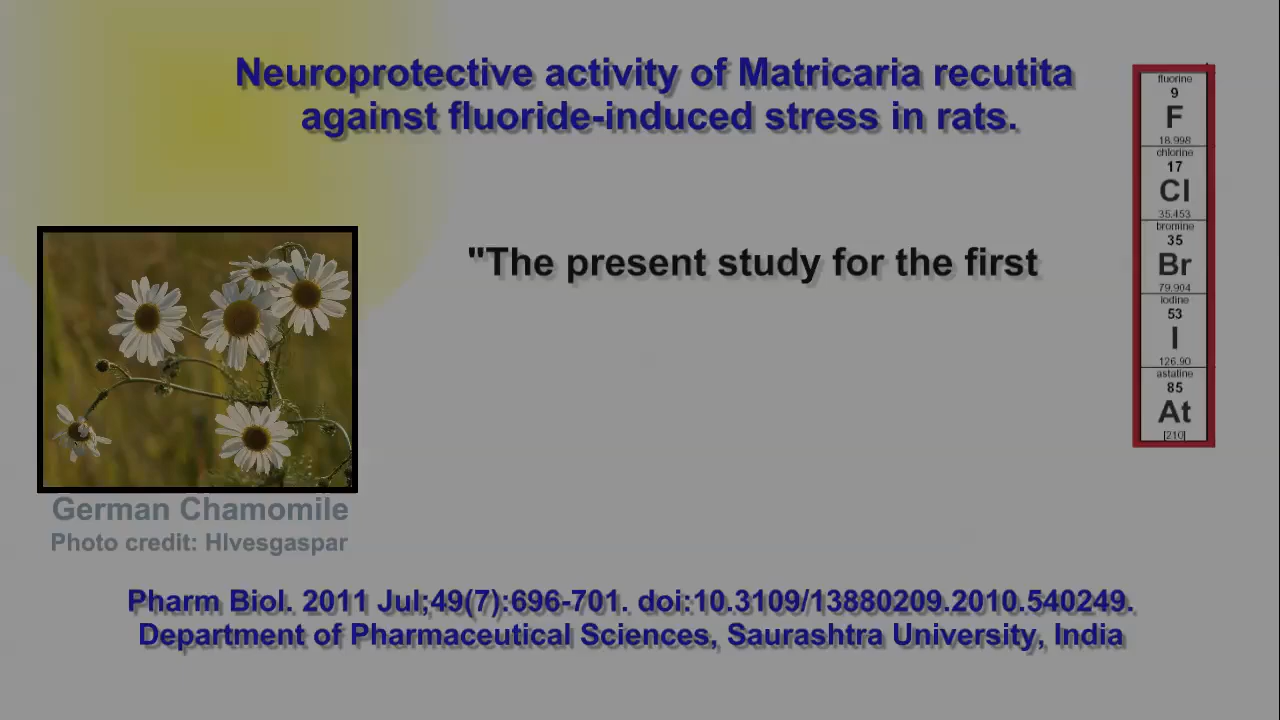 Neuroprotective activity of Matricaria recutita
against fluoride-induced stress in rats.
"The present study for the first
fluorine
9
F
18.998
chlorine
17
Cl
35.453
bromine
35
Br
79.904
iodine
53
I
126.90
astatine
85
At
[210]
German Chamomile
Photo credit: HIvesgaspar
Pharm Biol. 2011 Jul;49(7):696-701. doi:10.3109/13880209.2010.540249.
Department of Pharmaceutical Sciences, Saurashtra University, India